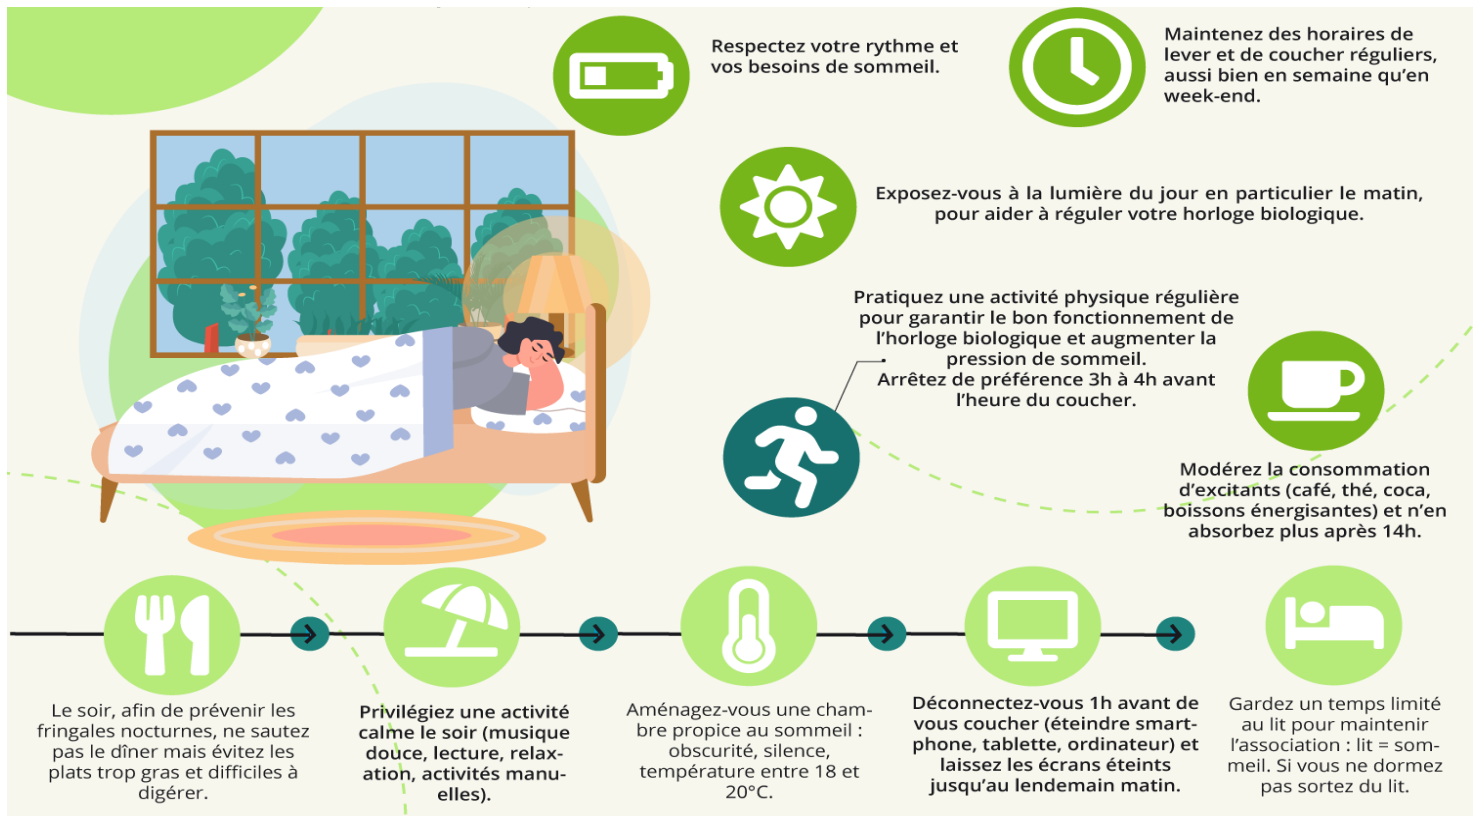 Respectez votre rythme et
vos besoins de sommeil.
Maintenez des horaires de
lever et de coucher réguliers,
aussi bien en semaine qu'en
week-end.
Exposez-vous à la lumière du jour en particulier le matin,
pour aider à réguler votre horloge biologique.
Pratiquez une activité physique régulière
pour garantir le bon fonctionnement de
l'horloge biologique et augmenter la
pression de sommeil.
Arrêtez de préférence 3h à 4h avant
l'heure du coucher.
Modérez la consommation
d'excitants (café, thé, coca,
boissons énergisantes) et n'en
absorbez plus après 14h.
Le soir, afin de prévenir les
fringales nocturnes, ne sautez
pas le dîner mais évitez les
plats trop gras et difficiles à
digérer.
Privilégiez une activité
calme le soir (musique
douce, lecture, relax-
ation, activités manu-
elles).
Aménagez-vous une cham-
bre propice au sommeil :
obscurité, silence,
température entre 18 et
20°C.
Déconnectez-vous 1h avant de
vous coucher (éteindre smart-
phone, tablette, ordinateur) et
laissez les écrans éteints
jusqu'au lendemain matin.
Gardez un temps limité
au lit pour maintenir
l'association : lit = som-
meil. Si vous ne dormez
pas sortez du lit.